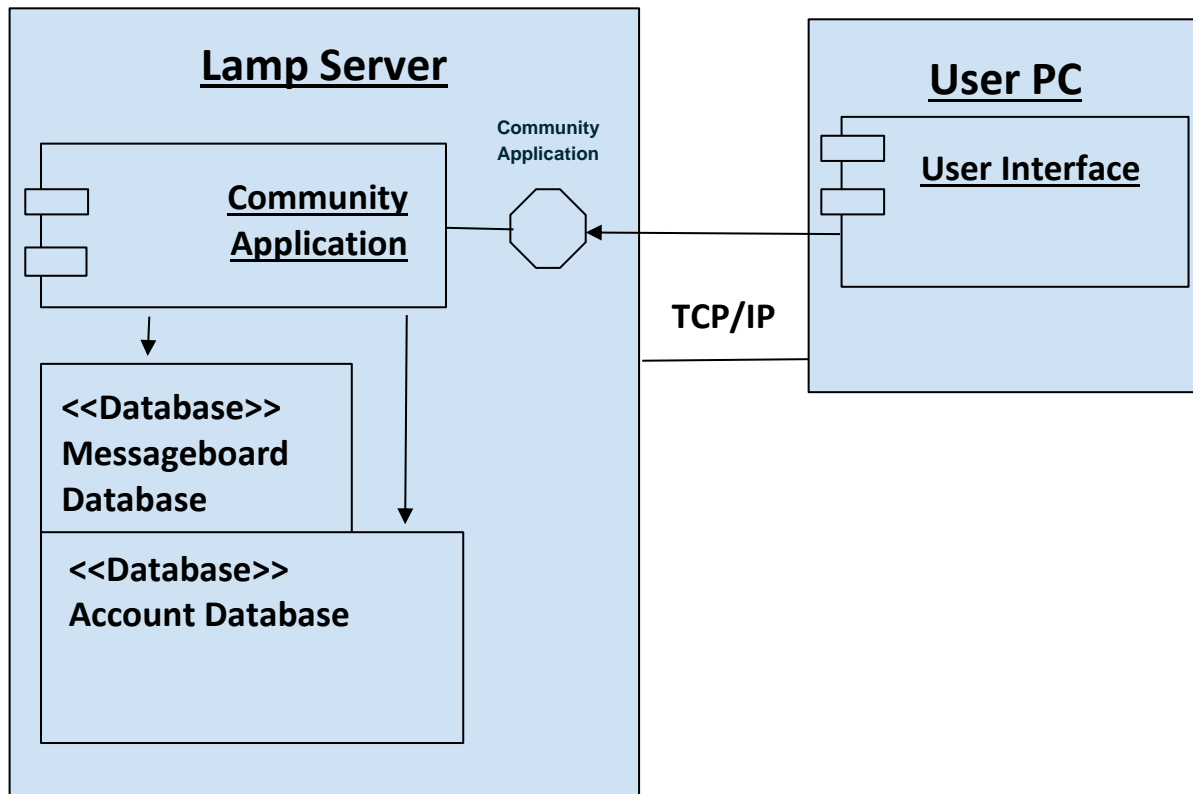 Lamp Server
Community
Application
Community
Application
<<Database>>
Messageboard
Database
<<Database>>
Account Database
TCP/IP
User PC
User Interface